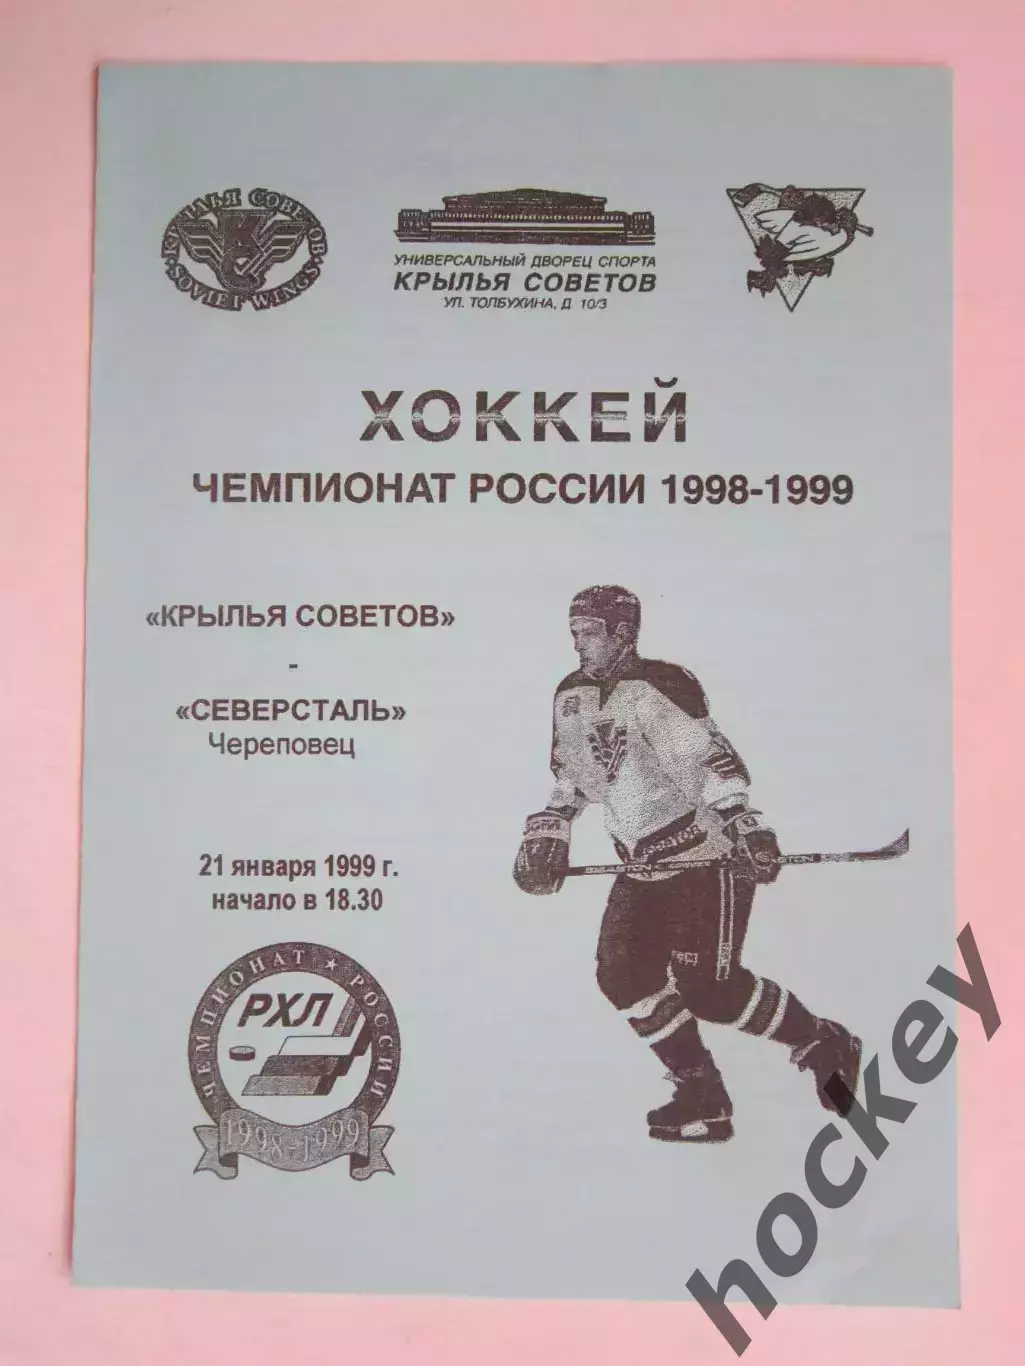 КРЫЛЬЯ СОВЕТОВ
SOVIET WINGS
УНИВЕРСАЛЬНЫЙ ДВОРЕЦ СПОРТА
КРЫЛЬЯ СОВЕТОВ
УЛ. ТОЛБУХИНА, Д 10/3
ХОККЕЙ
ЧЕМПИОНАТ РОССИИ 1998-1999
«КРЫЛЬЯ СОВЕТОВ»
-
«СЕВЕРСТАЛЬ»
Череповец
21 января 1999 г.
начало в 18.30
ЧЕМПИОНАТ ★ РОССИИ
РХЛ
1998-1999
hockey